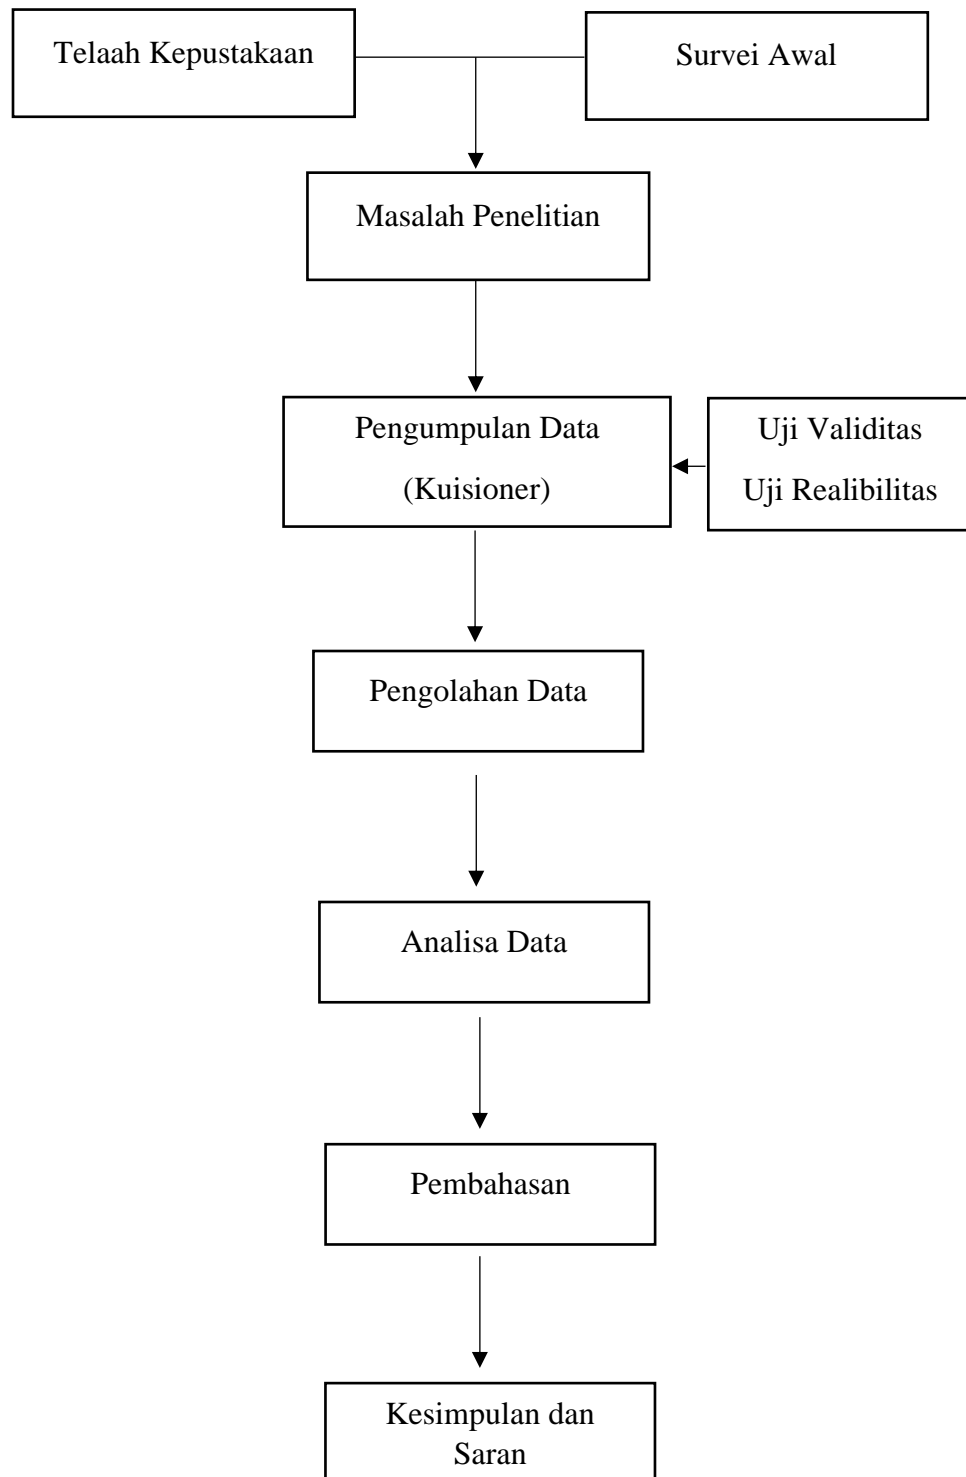 Telaah Kepustakaan
Survei Awal
Masalah Penelitian
Pengumpulan Data
(Kuisioner)
Uji Validitas
Uji Realibilitas
Pengolahan Data
Analisa Data
Pembahasan
Kesimpulan dan
Saran